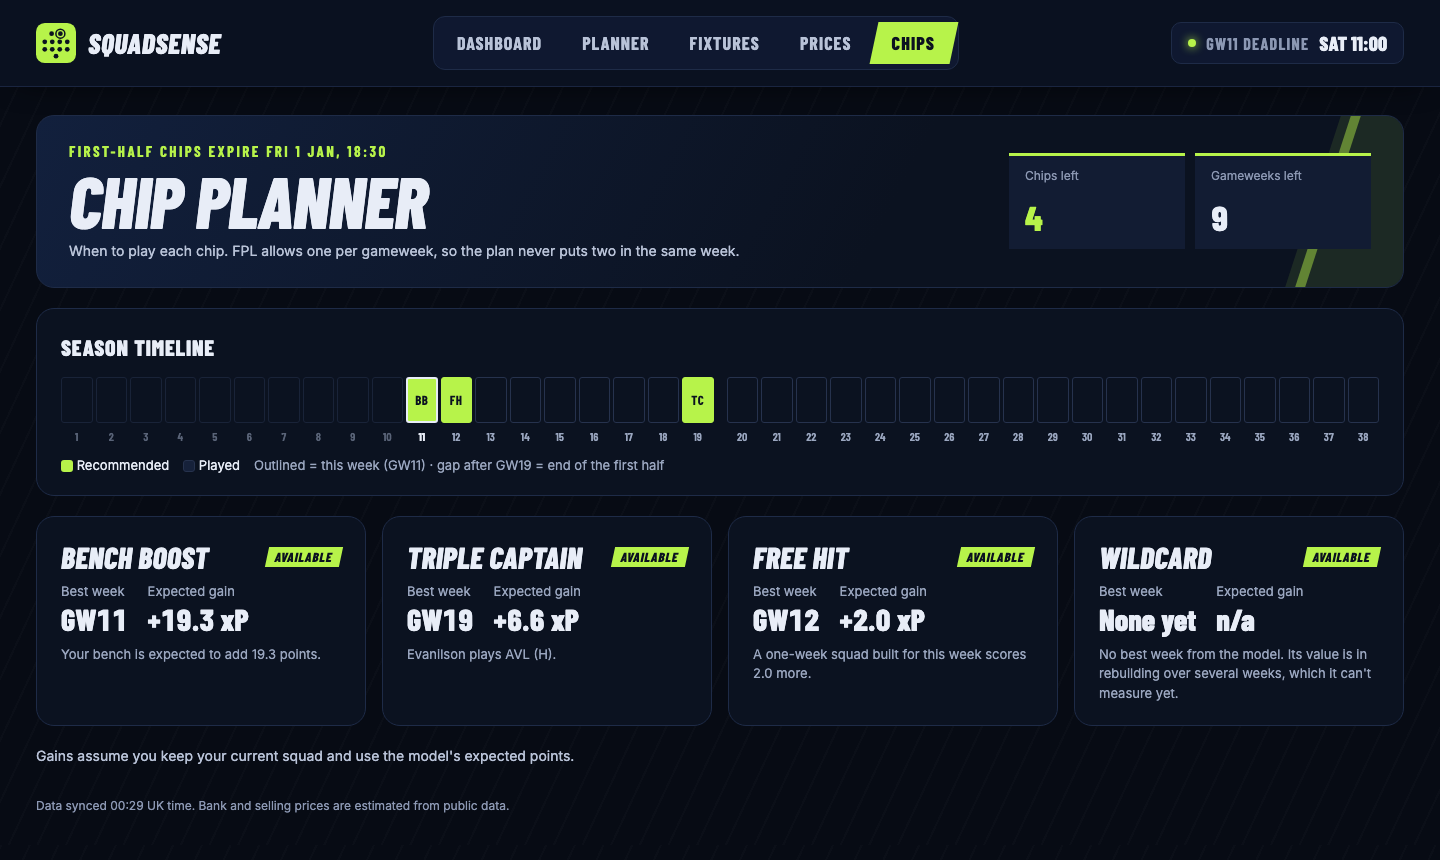 SQUADSENSE
DASHBOARD PLANNER FIXTURES PRICES CHIPS
GW11 DEADLINE SAT 11:00
FIRST-HALF CHIPS EXPIRE FRI 1 JAN, 18:30
CHIP PLANNER
When to play each chip. FPL allows one per gameweek, so the plan never puts two in the same week.
Chips left
4
Gameweeks left
9
SEASON TIMELINE
BB FH TC
1 2 3 4 5 6 7 8 9 10 11 12 13 14 15 16 17 18 19 20 21 22 23 24 25 26 27 28 29 30 31 32 33 34 35 36 37 38
Recommended Played Outlined = this week (GW11) · gap after GW19 = end of the first half
BENCH BOOST AVAILABLE
Best week Expected gain
GW11 +19.3 xP
Your bench is expected to add 19.3 points.
TRIPLE CAPTAIN AVAILABLE
Best week Expected gain
GW19 +6.6 xP
Evanilson plays AVL (H).
FREE HIT AVAILABLE
Best week Expected gain
GW12 +2.0 xP
A one-week squad built for this week scores
2.0 more.
WILDCARD AVAILABLE
Best week Expected gain
None yet n/a
No best week from the model. Its value is in
rebuilding over several weeks, which it can't
measure yet.
Gains assume you keep your current squad and use the model's expected points.
Data synced 00:29 UK time. Bank and selling prices are estimated from public data.